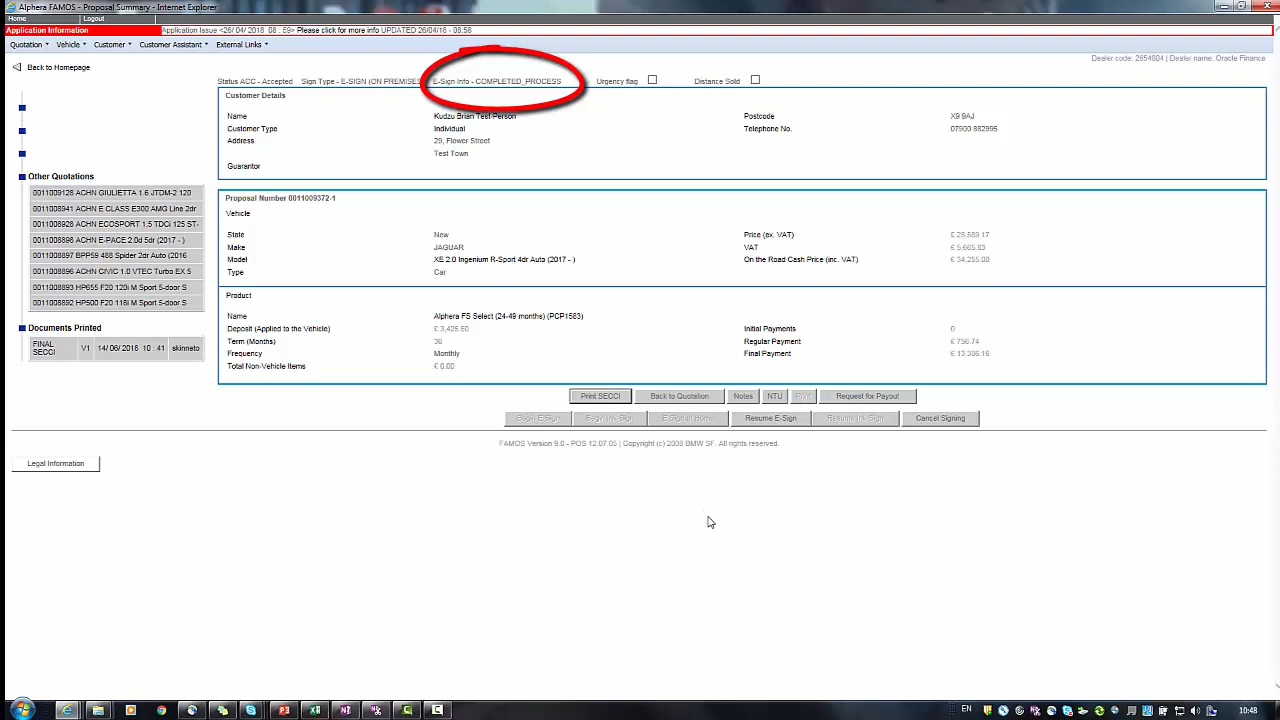 Alphera FAMOS - Proposal Summary - Internet Explorer
Home Logout
Application Information Application Issue <26/ 04/ 2018 08 : 59> Please click for more info UPDATED 26/04/18 - 08:58
Quotation Vehicle Customer Customer Assistant External Links
Dealer code: 2654804 | Dealer, Oracle Finance
Back to Homepage
Status ACC - Accepted Sign Type - E-SIGN (ON PREMISES E-Sign Info - COMPLETED_PROCESS Urgency flag Distance Sold
Customer Details
Name Kudzu Brian Test-Person Postcode X9 9AJ
Customer Type Individual Telephone No. 07900 882995
Address 29, Flower Street
Test Town
Guarantor
Other Quotations
0011009128 ACHN GIULIETTA 1.6 JTDM-2 120
0011008941 ACHN E CLASS E300 AMG Line 2dr
0011008928 ACHN ECOSPORT 1.5 TDCi 125 ST-
0011008898 ACHN E-PACE 2.0d 5dr (2017 - )
0011008897 BPP59 488 Spider 2dr Auto (2016
0011008896 ACHN CIVIC 1.0 VTEC Turbo EX 5
0011008893 HP655 F20 120i M Sport 5-door S
0011008892 HP500 F20 118i M Sport 5-door S
Documents Printed
FINAL SECCI V1 14/ 06/ 2018 10 : 41 skinnato
Proposal Number 0011009372-1
Vehicle
State New Price (ex. VAT) £ 28,589.17
Make JAGUAR VAT £ 5,665.83
Model XE 2.0 Ingenium R-Sport 4dr Auto (2017 - ) On the Road Cash Price (inc. VAT) £ 34,255.00
Type Car
Product
Name Alphera FS Select (24-49 months) (PCP1583)
Deposit (Applied to the Vehicle) £ 3,425.50 Initial Payments 0
Term (Months) 36 Regular Payment £ 756.74
Frequency Monthly Final Payment £ 13,386.16
Total Non-Vehicle Items £ 0.00
Print SECCI Back to Quotation Notes NTU Print Request for Payout
Begin E-Sign Begin Ink Sign E-Sign at Home Resume E-Sign Resume Ink Sign Cancel Signing
FAMOS Version 9.0 - POS 12.07.05 | Copyright (c) 2008 BMW SF. All rights reserved.
Legal Information
EN 10:48